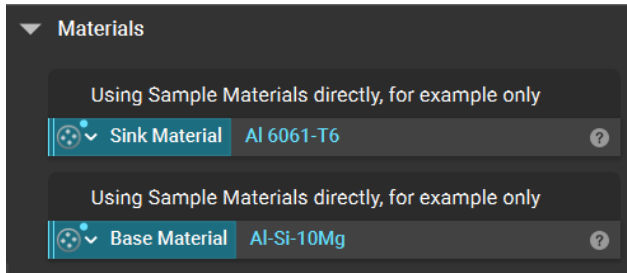 Materials
Using Sample Materials directly, for example only
Sink Material Al 6061-T6 ?
Using Sample Materials directly, for example only
Base Material Al-Si-10Mg ?